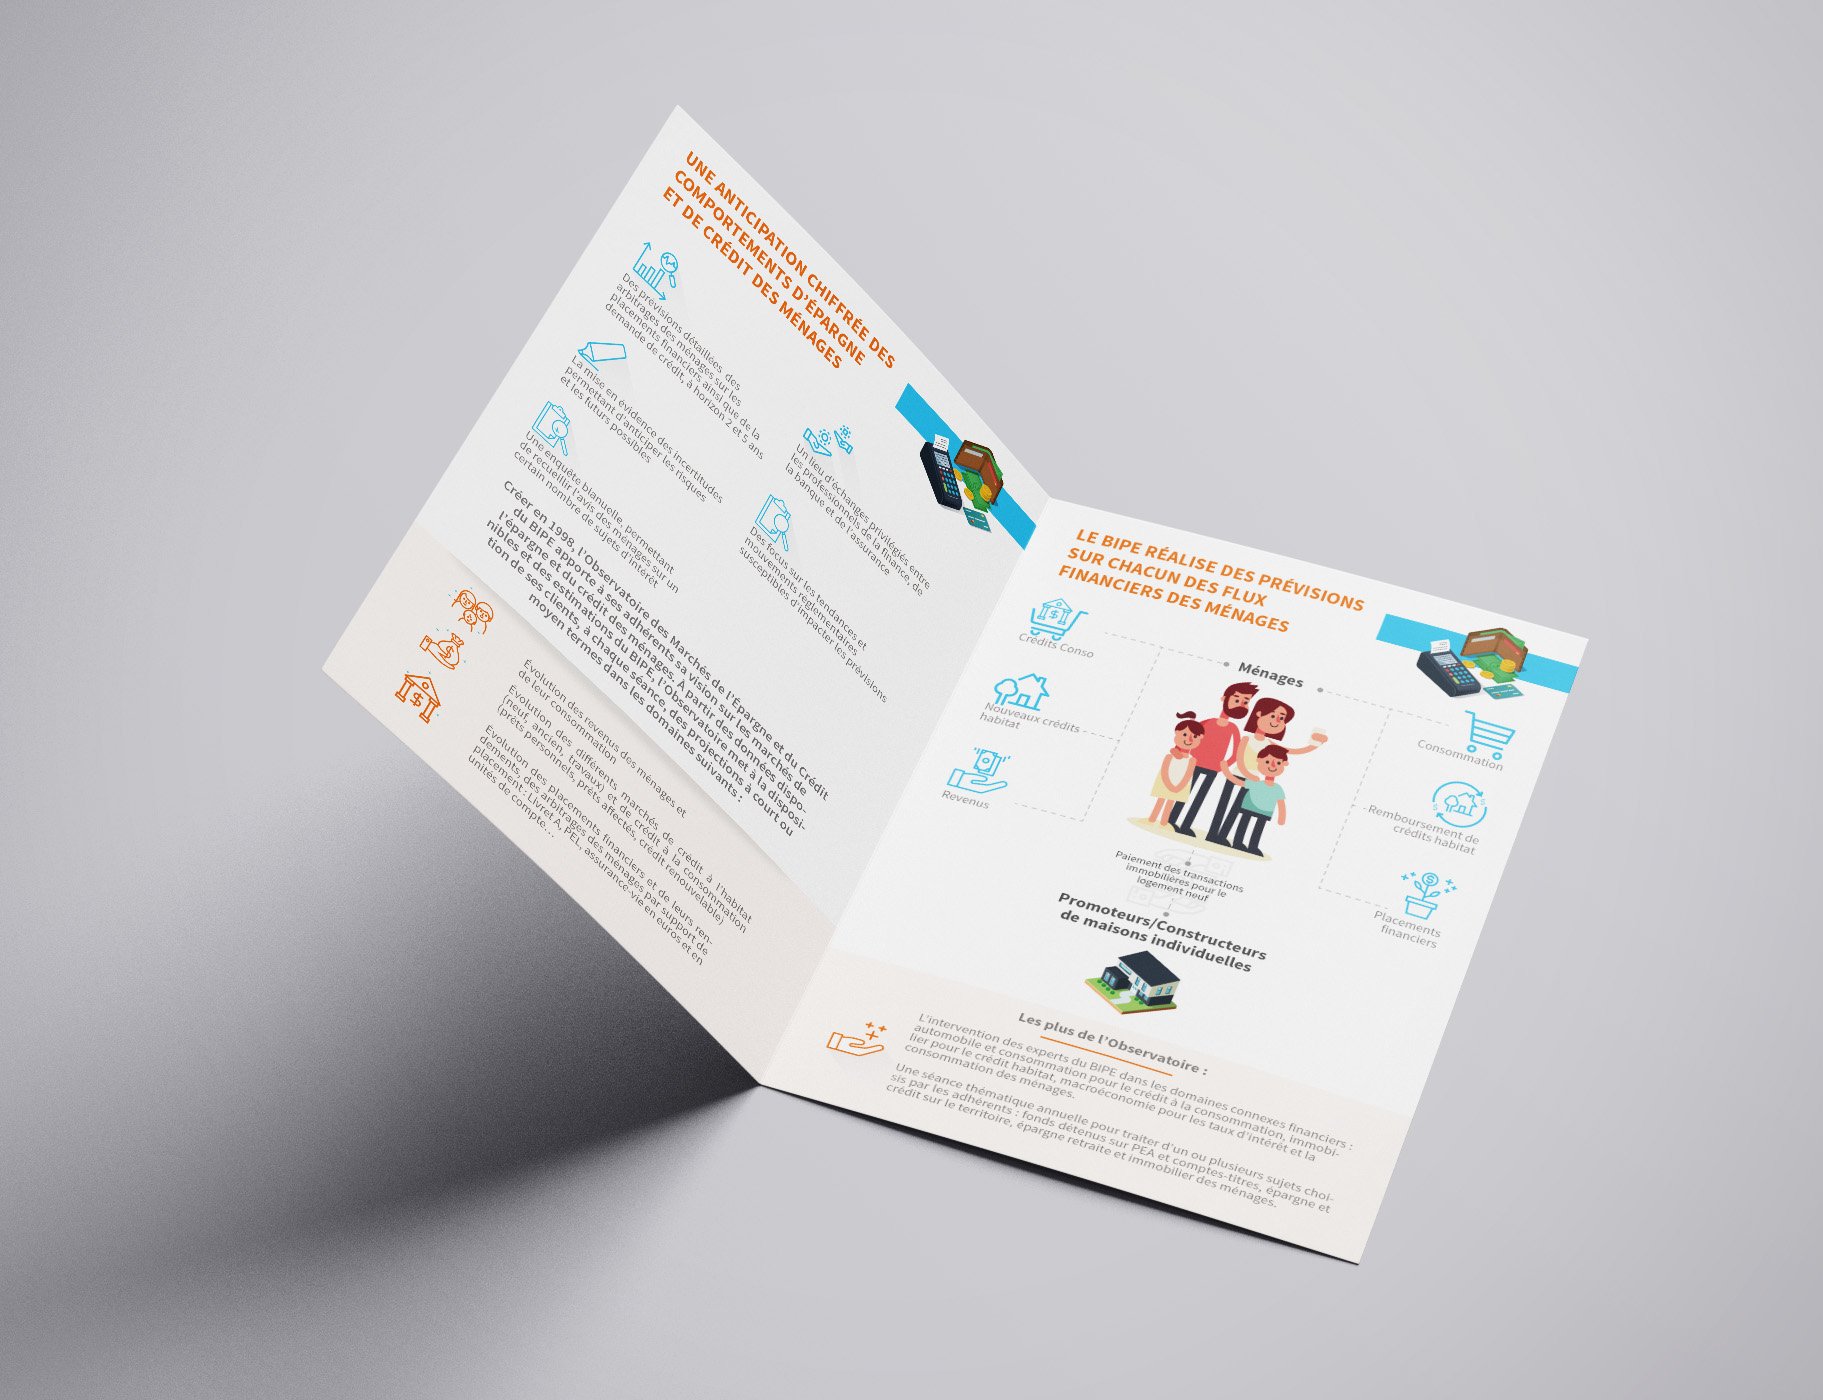 UNE ANTICIPATION CHIFFRÉE DES
COMPORTEMENTS D'ÉPARGNE
ET DE CRÉDIT DES MÉNAGES
Des prévisions détaillées des
arbitrages des ménages sur les
placements financiers ainsi que de la
demande de crédit, à horizon 2 et 5 ans
La mise en évidence des incertitudes
permettant d'anticiper les risques
et les futurs possibles
Une enquête bianuelle, permettant
de recueillir l'avis des ménages sur un
certain nombre de sujets d'intérêt
Un lieu d'échanges privilégiés entre
les professionnels de la finance, de
la banque et de l'assurance
Des focus sur les tendances et
mouvements règlementaires
susceptibles d'impacter les prévisions
Créer en 1998, l'Observatoire des Marchés de l'Épargne et du Crédit
du BIPE apporte à ses adhérents sa vision sur les marchés de
l'épargne et du crédit des ménages. À partir des données dispo-
nibles et des estimations du BIPE, l'Observatoire met à la disposi-
tion de ses clients, à chaque séance, des projections à court ou
moyen termes dans les domaines suivants :
Évolution des revenus des ménages et
de leur consommation
Evolution des différents marchés de crédit à l'habitat
(neuf, ancien, travaux) et de crédit à la consommation
(prêts personnels, prêts affectés, crédit renouvelable)
Évolution des placements financiers et de leurs ren-
dements, des arbitrages des ménages par support de
placement : Livret A, PEL, assurance-vie en euros et en
unités de compte...
LE BIPE RÉALISE DES PRÉVISIONS
SUR CHACUN DES FLUX
FINANCIERS DES MÉNAGES
Crédits Conso
Nouveaux crédits
habitat
Revenus
Ménages
Consommation
Remboursement de
crédits habitat
Placements
financiers
Paiement des transactions
immobilières pour le
logement neuf
Promoteurs/Constructeurs
de maisons individuelles
Les plus de l'Observatoire :
L'intervention des experts du BIPE dans les domaines connexes financiers :
automobile et consommation pour le crédit à la consommation, immobi-
lier pour le crédit habitat, macroéconomie pour les taux d'intérêt et la
consommation des ménages.
Une séance thématique annuelle pour traiter d'un ou plusieurs sujets choi-
sis par les adhérents : fonds détenus sur PEA et comptes-titres, épargne et
crédit sur le territoire, épargne retraite et immobilier des ménages.